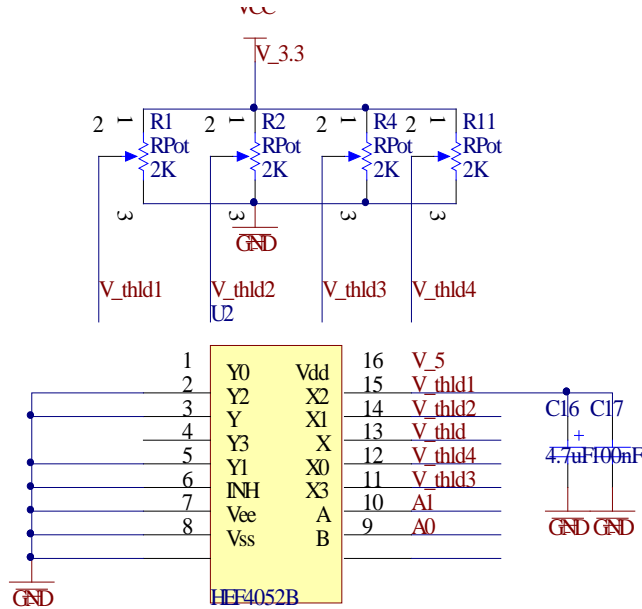 VCC
V_3.3
2 1 R1 2 1 R2 2 1 R4 2 1 R11
RPot RPot RPot RPot
2K 2K 2K 2K
3 3 3 3
GND
V_thld1 V_thld2 V_thld3 V_thld4
U2
1 Y0 Vdd 16 V_5
2 Y2 X2 15 V_thld1
3 Y X1 14 V_thld2 C16 C17
4 Y3 X 13 V_thld +
5 Y1 X0 12 V_thld4 4.7uF 100nF
6 INH X3 11 V_thld3
7 Vee A 10 A1
8 Vss B 9 A0 GND GND
GND HEF4052B